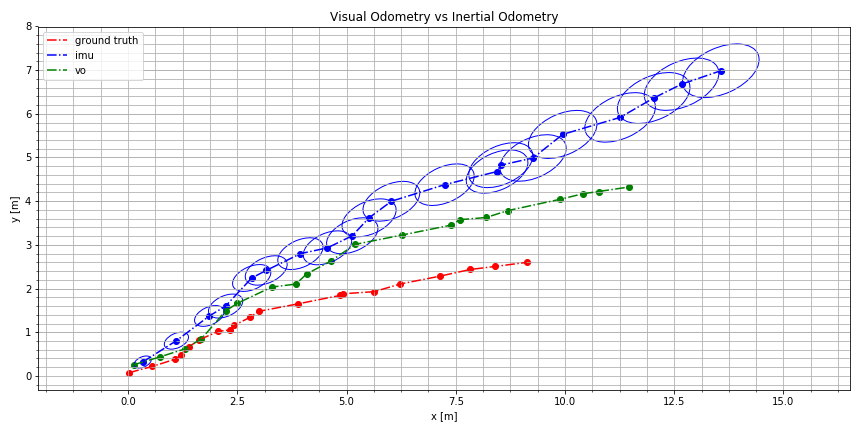 Visual Odometry vs Inertial Odometry
8
ground truth
imu
vo
7
6
5
4
3
2
1
0
y [m]
0.0 2.5 5.0 7.5 10.0 12.5 15.0
x [m]